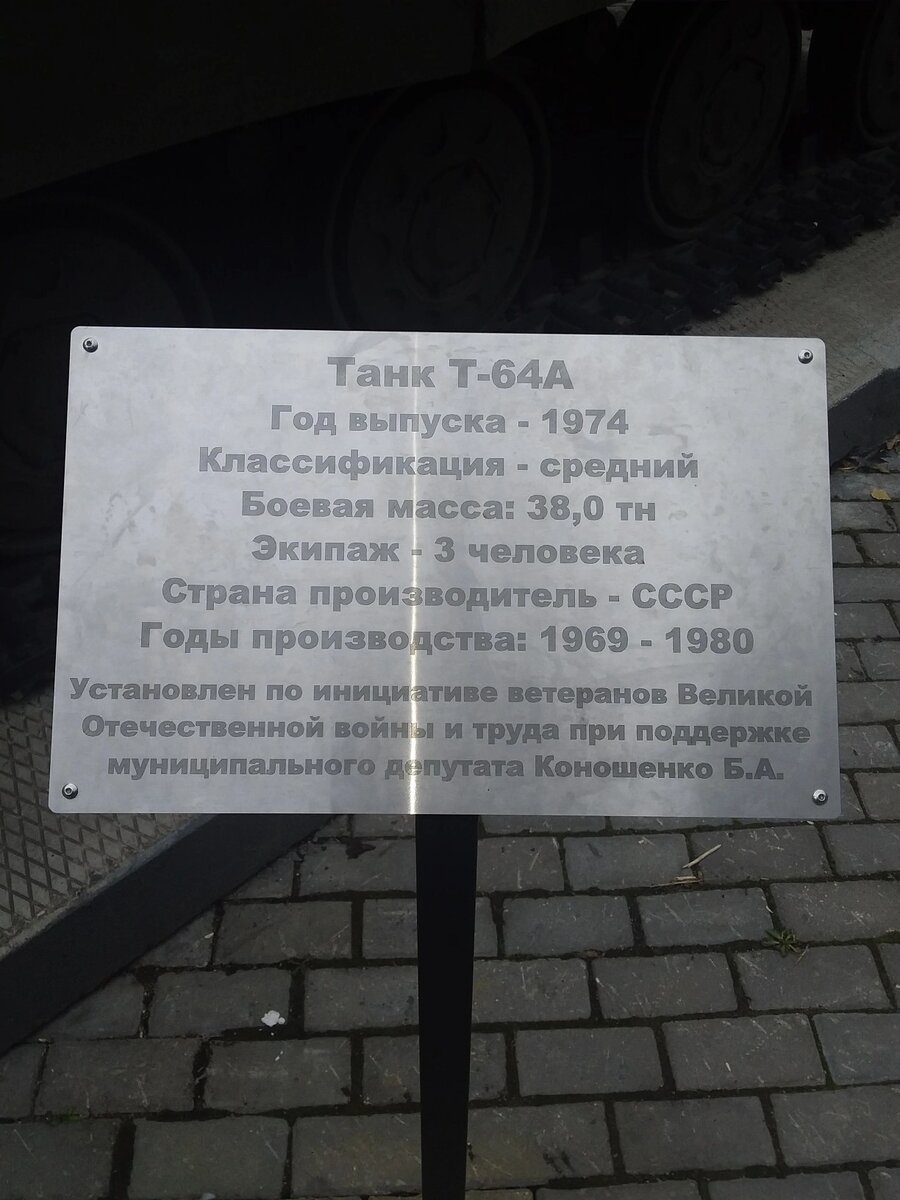 Танк Т-64А
Год выпуска - 1974
Классификация - средний
Боевая масса: 38,0 тн
Экипаж - 3 человека
Страна производитель - СССР
Годы производства: 1969 - 1980
Установлен по инициативе ветеранов Великой
Отечественной войны и труда при поддержке
муниципального депутата Коношенко Б.А.